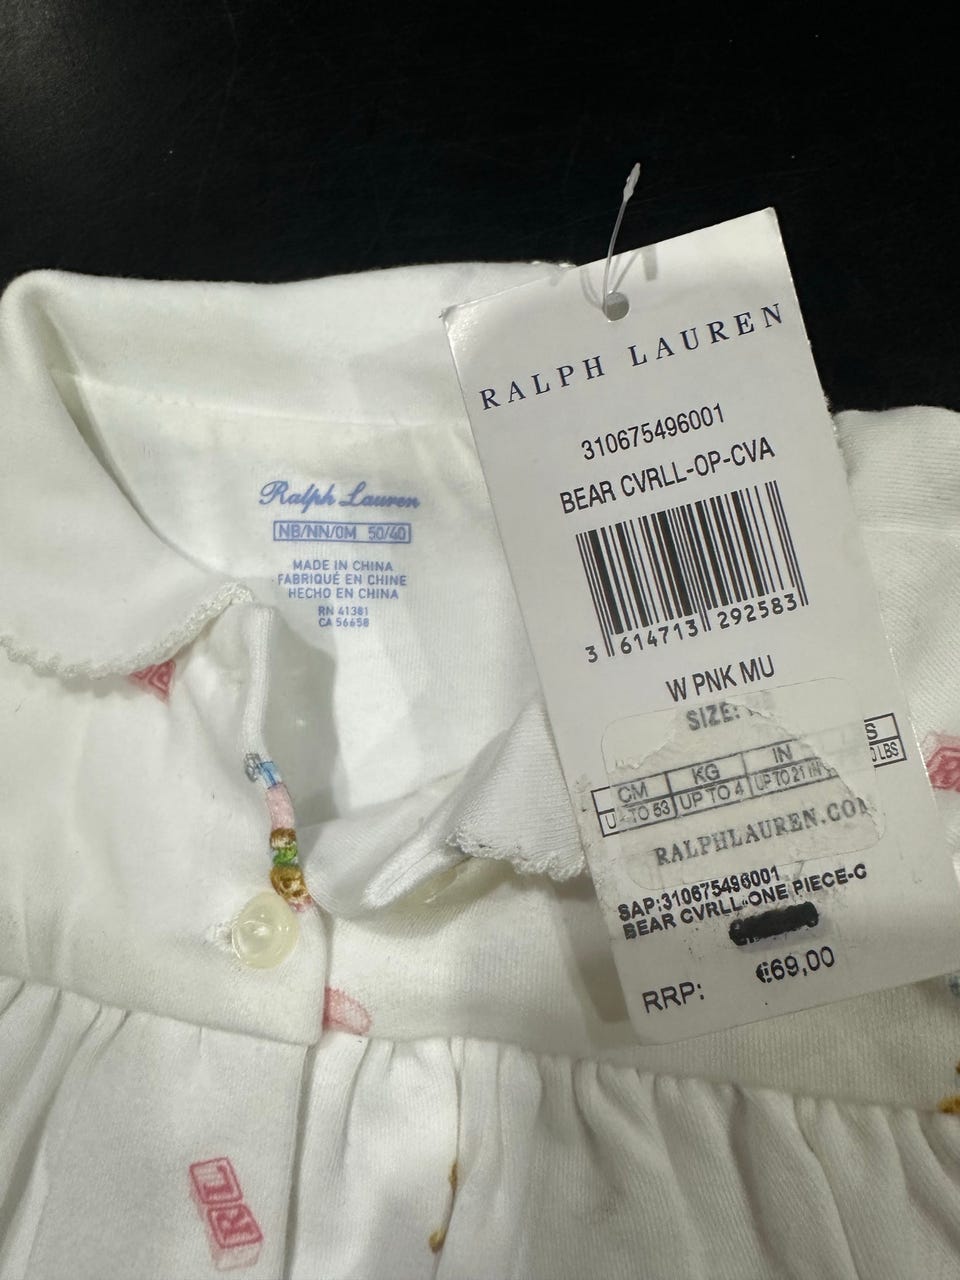 Ralph Lauren
NB/NN/0M 50/40
MADE IN CHINA
FABRIQUÉ EN CHINE
HECHO EN CHINA
RN 41381
CA 56658
RALPH LAUREN
310675496001
BEAR CVRLL-OP-CVA
3 614713 292583
W PNK MU
SIZE:
CM KG IN
TO 53 UP TO 4 UP TO 21 IN LBS
RALPHLAUREN.COM
SAP:310675496001
BEAR CVRLL-ONE PIECE-C
RRP: €69,00
RL